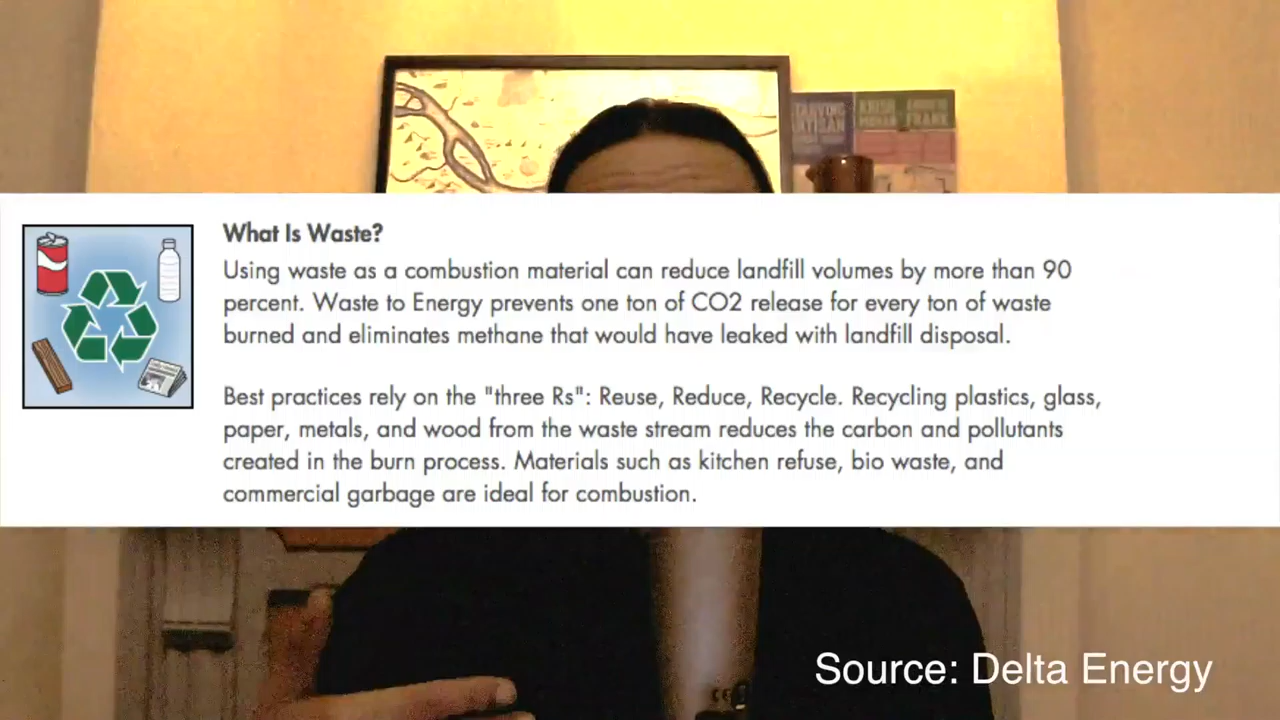 KRISH ANDREW
MOHAN FRANK
What Is Waste?
Using waste as a combustion material can reduce landfill volumes by more than 90
percent. Waste to Energy prevents one ton of CO2 release for every ton of waste
burned and eliminates methane that would have leaked with landfill disposal.
Best practices rely on the "three Rs": Reuse, Reduce, Recycle. Recycling plastics, glass,
paper, metals, and wood from the waste stream reduces the carbon and pollutants
created in the burn process. Materials such as kitchen refuse, bio waste, and
commercial garbage are ideal for combustion.
Source: Delta Energy